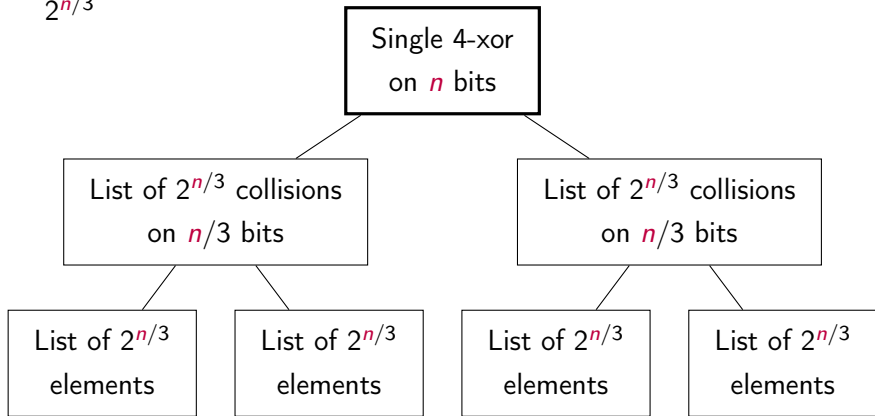 2^{n/3}
Single 4-xor
on n bits
List of 2^{n/3} collisions
on n/3 bits
List of 2^{n/3} collisions
on n/3 bits
List of 2^{n/3}
elements
List of 2^{n/3}
elements
List of 2^{n/3}
elements
List of 2^{n/3}
elements